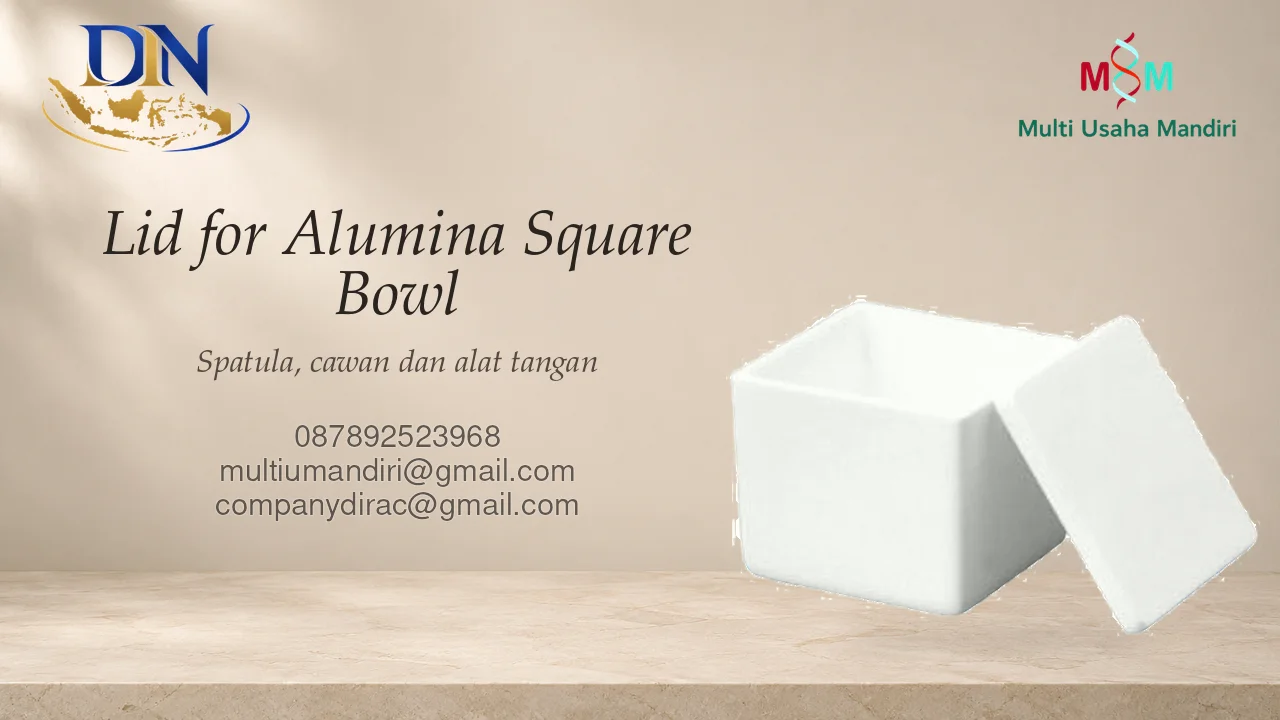 DN
M M
Multi Usaha Mandiri
Lid for Alumina Square
Bowl
Spatula, cawan dan alat tangan
087892523968
multiumandiri@gmail.com
companydirac@gmail.com